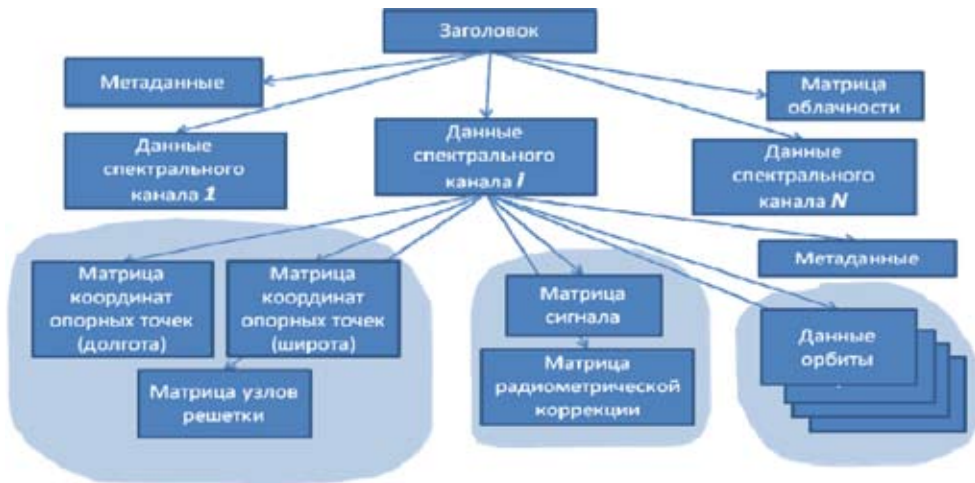 Заголовок
Метаданные
Матрица
облачности
Данные
спектрального
канала 1
Данные
спектрального
канала i
Данные
спектрального
канала N
Метаданные
Матрица
координат
опорных точек
(долгота)
Матрица
координат
опорных точек
(широта)
Матрица
сигнала
Данные
орбиты
Матрица узлов
решетки
Матрица
радиометрической
коррекции